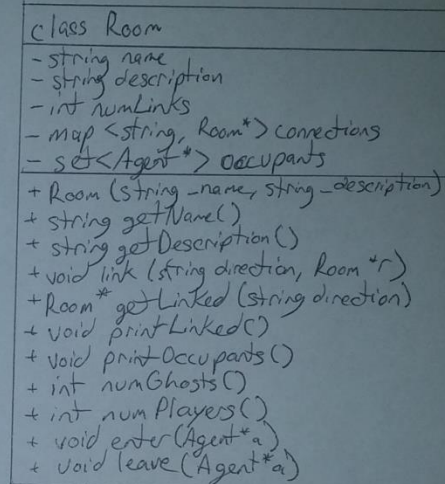 class Room
- string name
- string description
- int numLinks
- map <string, Room*> connections
- set<Agent*> occupants
+ Room (string _name, string _description)
+ string getName()
+ string getDescription()
+ void link (string direction, Room *r)
+ Room* getLinked (string direction)
+ void printLinked()
+ void printOccupants()
+ int numGhosts()
+ int numPlayers()
+ void enter(Agent*a)
+ void leave(Agent*a)